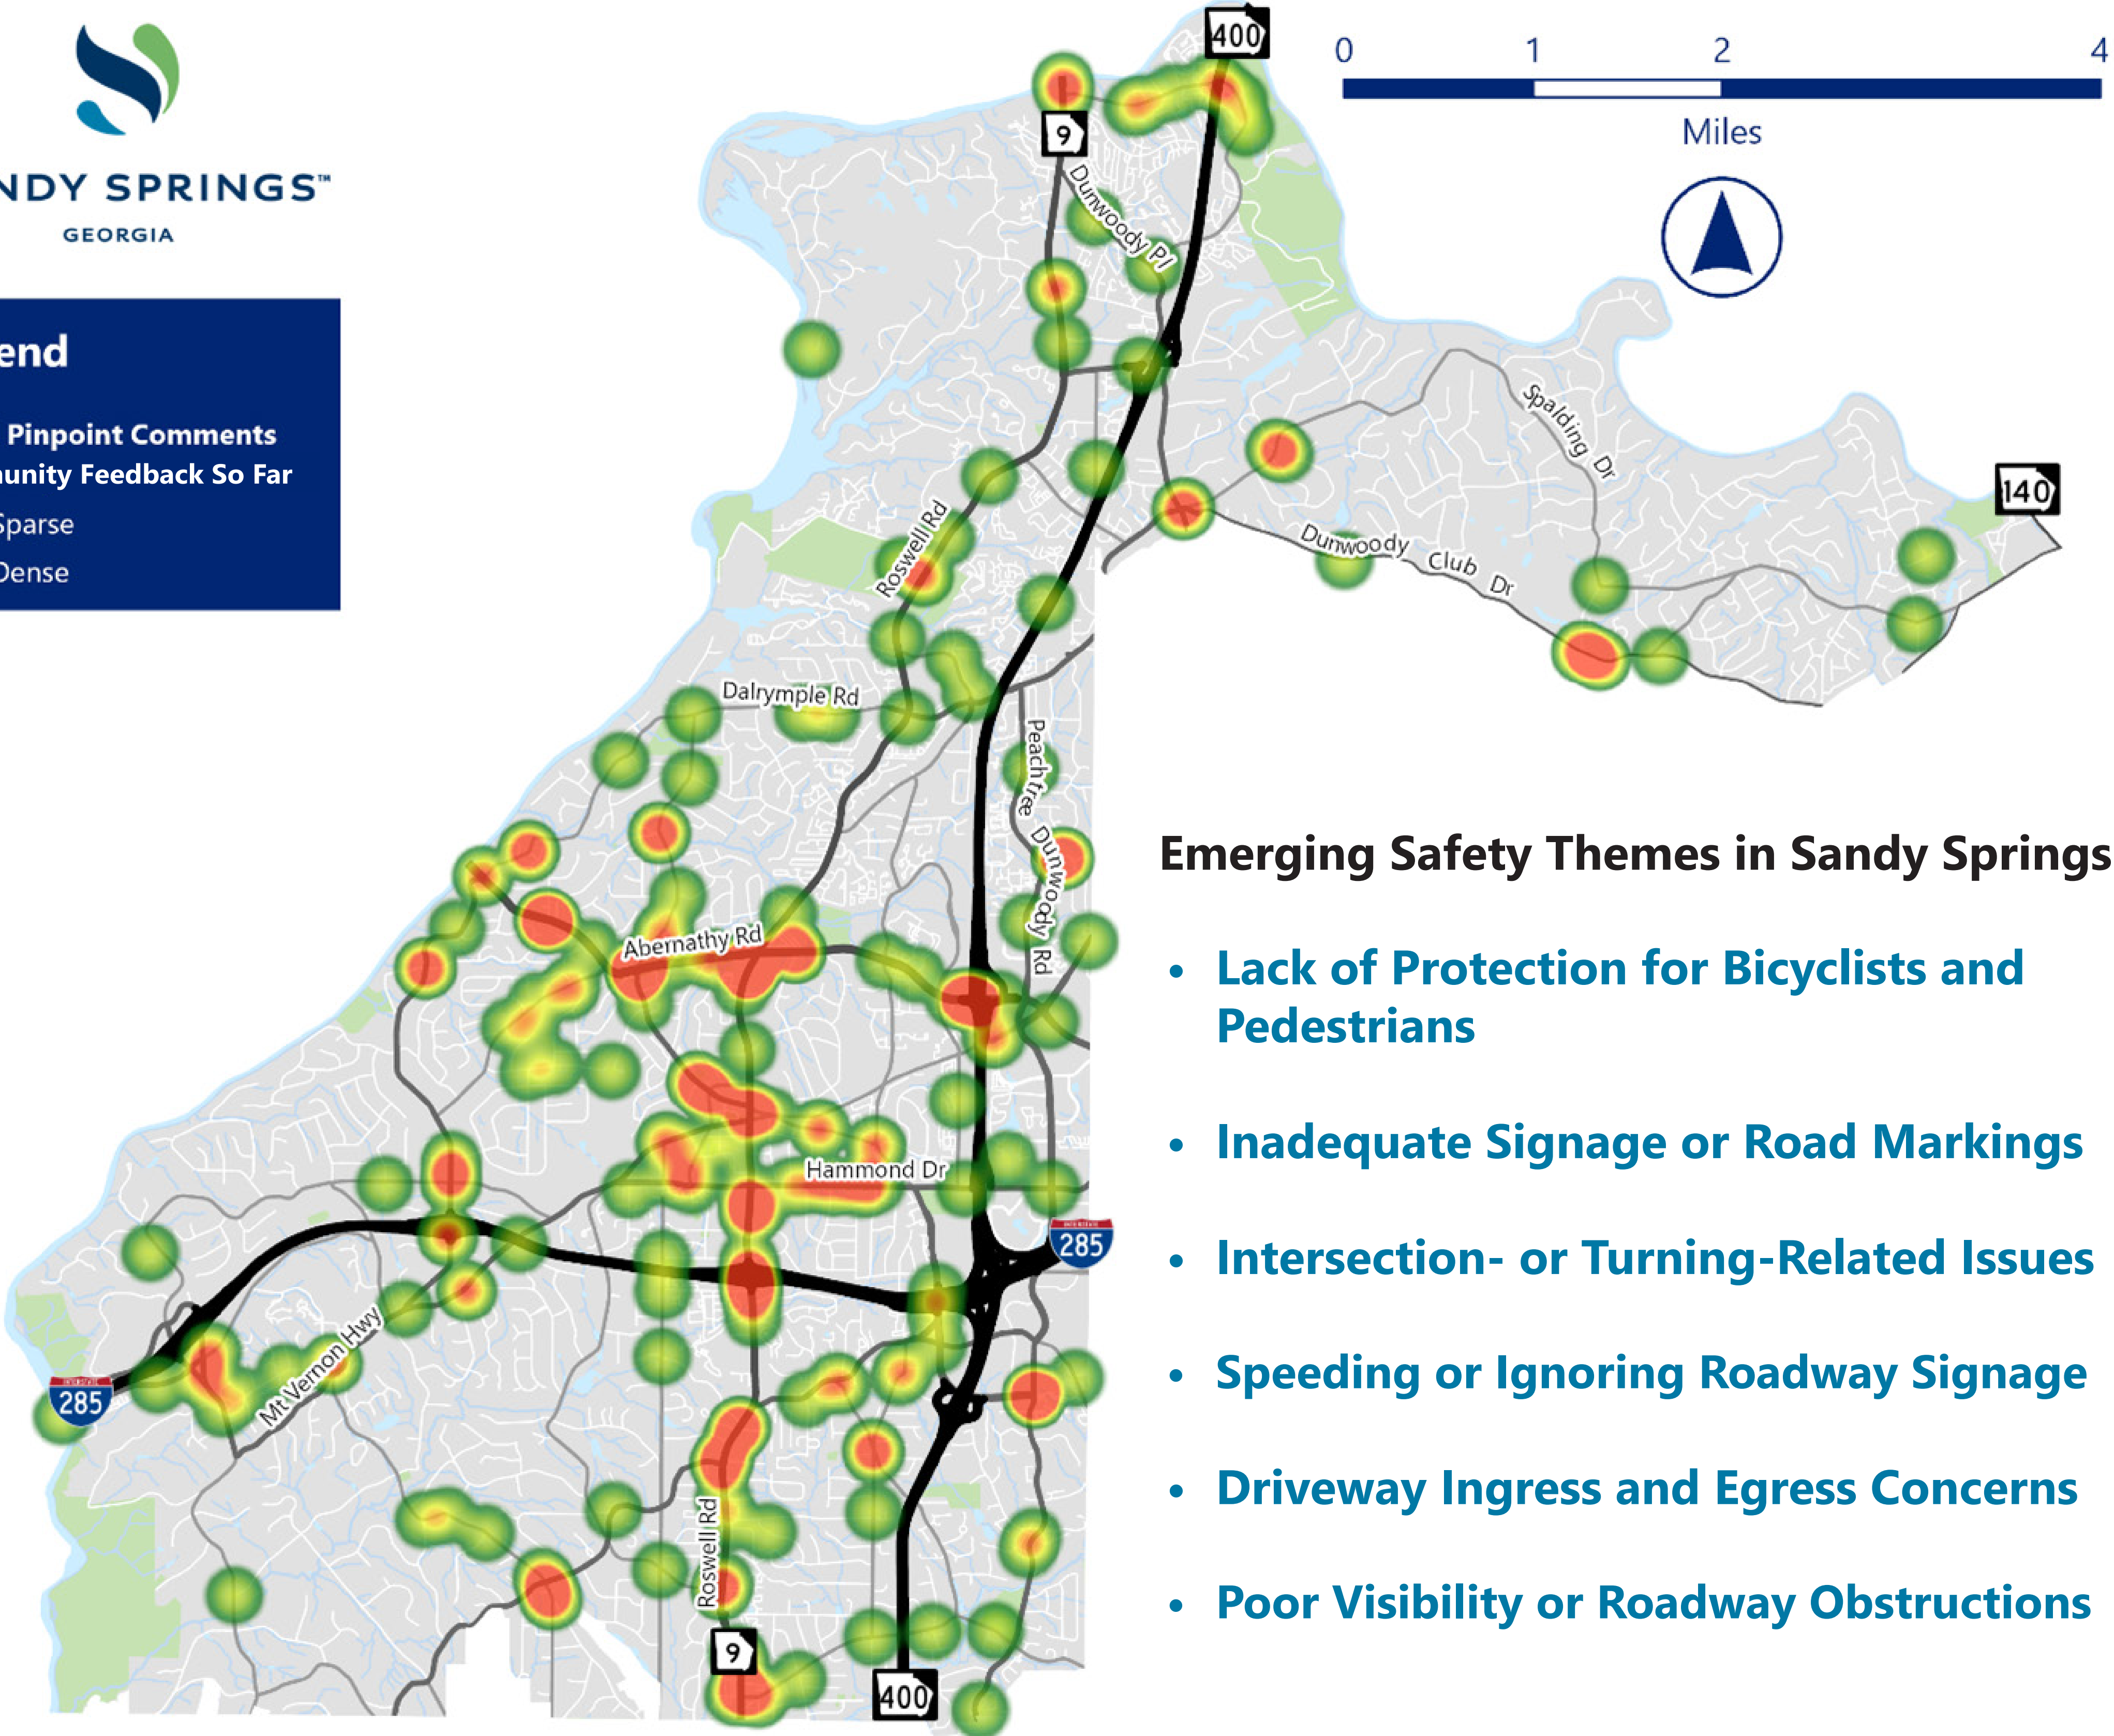 NDY SPRINGS™
GEORGIA
end
Pinpoint Comments
unity Feedback So Far
Sparse
Dense
400
0 1 2 4
Miles
9
Dunwoody Pl
Spalding Dr
140
Roswell Rd
Dunwoody Club Dr
Dalrymple Rd
Peachtree Dunwoody Rd
Abernathy Rd
Hammond Dr
INTERSTATE
285
Mt Vernon Hwy
INTERSTATE
285
Roswell Rd
9
400
Emerging Safety Themes in Sandy Springs
• Lack of Protection for Bicyclists and
Pedestrians
• Inadequate Signage or Road Markings
• Intersection- or Turning-Related Issues
• Speeding or Ignoring Roadway Signage
• Driveway Ingress and Egress Concerns
• Poor Visibility or Roadway Obstructions